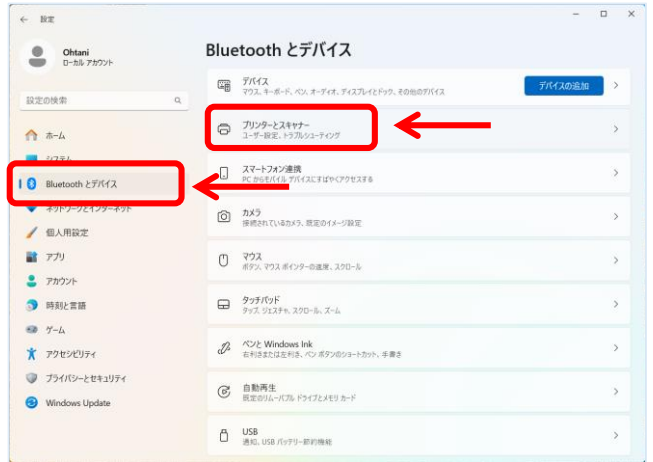 設定
Ohtani
ローカル アカウント
設定の検索
ホーム
システム
Bluetooth とデバイス
ネットワークとインターネット
個人用設定
アプリ
アカウント
時刻と言語
ゲーム
アクセシビリティ
プライバシーとセキュリティ
Windows Update
Bluetooth とデバイス
デバイス
マウス、キーボード、ペン、オーディオ、ディスプレイとドック、その他のデバイス
デバイスの追加
プリンターとスキャナー
ユーザー設定、トラブルシューティング
スマートフォン連携
PC からモバイル デバイスにすばやくアクセスする
カメラ
接続されているカメラ、既定のイメージ設定
マウス
ボタン、マウス ポインターの速度、スクロール
タッチパッド
タップ、ジェスチャ、スクロール、ズーム
ペンと Windows Ink
右利きまたは左利き、ペン ボタンのショートカット、手書き
自動再生
既定のリムーバブル ドライブとメモリ カード
USB
通知、USB バッテリー節約機能